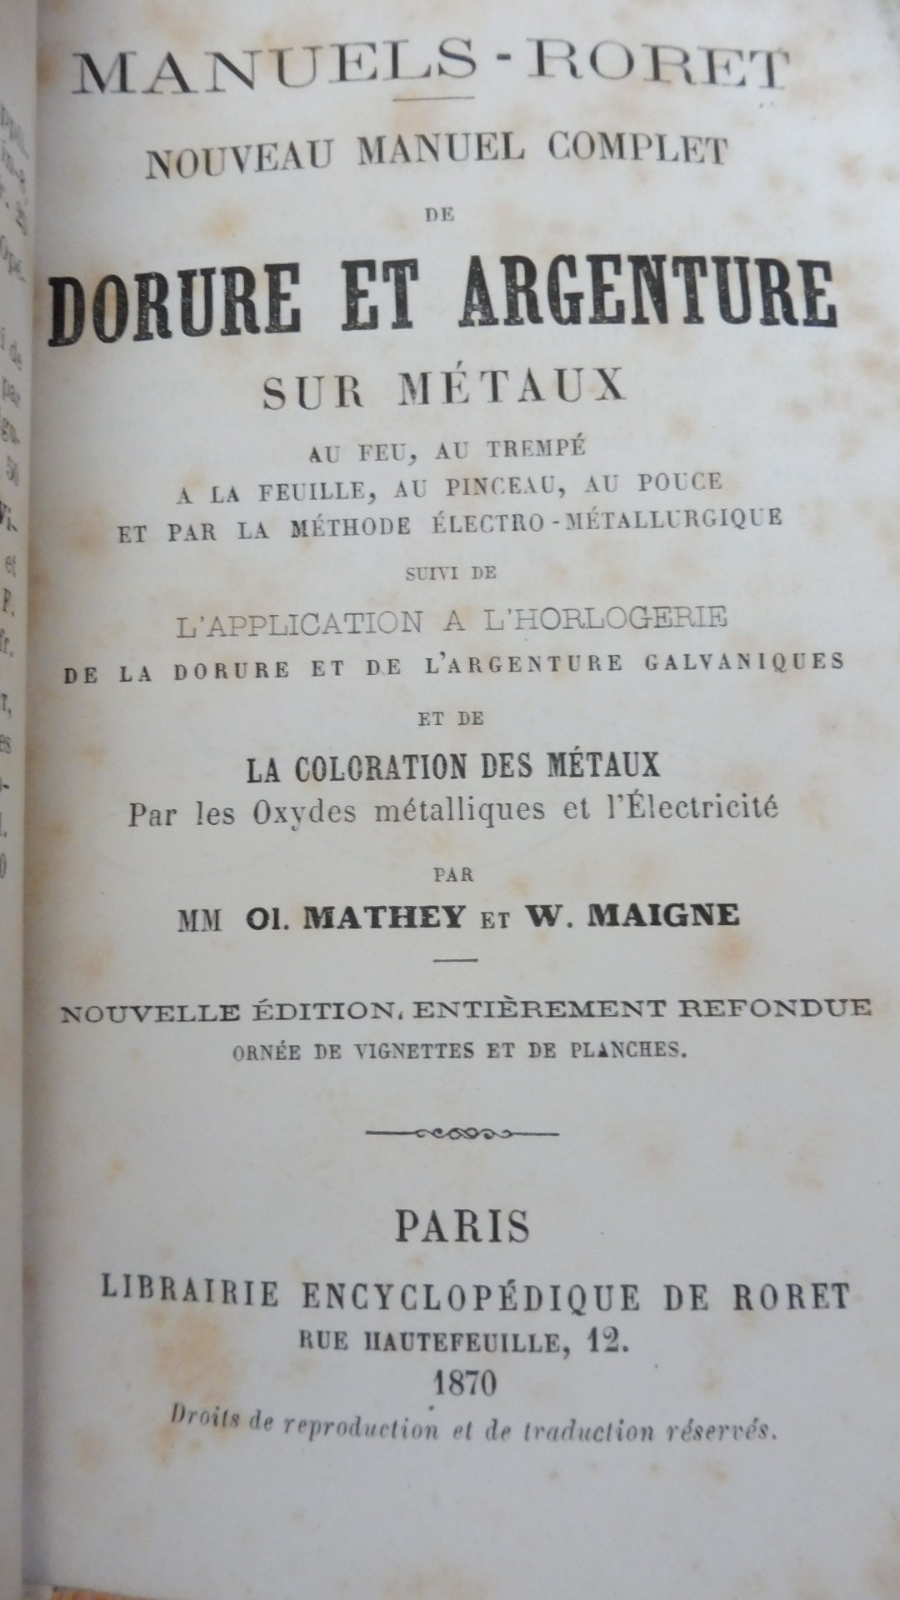 MANUELS-RORET
NOUVEAU MANUEL COMPLET
DE
DORURE ET ARGENTURE
SUR MÉTAUX
AU FEU, AU TREMPÉ
A LA FEUILLE, AU PINCEAU, AU POUCE
ET PAR LA MÉTHODE ÉLECTRO-MÉTALLURGIQUE
SUIVI DE
L'APPLICATION A L'HORLOGERIE
DE LA DORURE ET DE L'ARGENTURE GALVANIQUES
ET DE
LA COLORATION DES MÉTAUX
Par les Oxydes métalliques et l'Électricité
PAR
MM Ol. MATHEY ET W. MAIGNE
NOUVELLE ÉDITION, ENTIÈREMENT REFONDUE
ORNÉE DE VIGNETTES ET DE PLANCHES.
PARIS
LIBRAIRIE ENCYCLOPÉDIQUE DE RORET
RUE HAUTEFEUILLE, 12.
1870
Droits de reproduction et de traduction réservés.